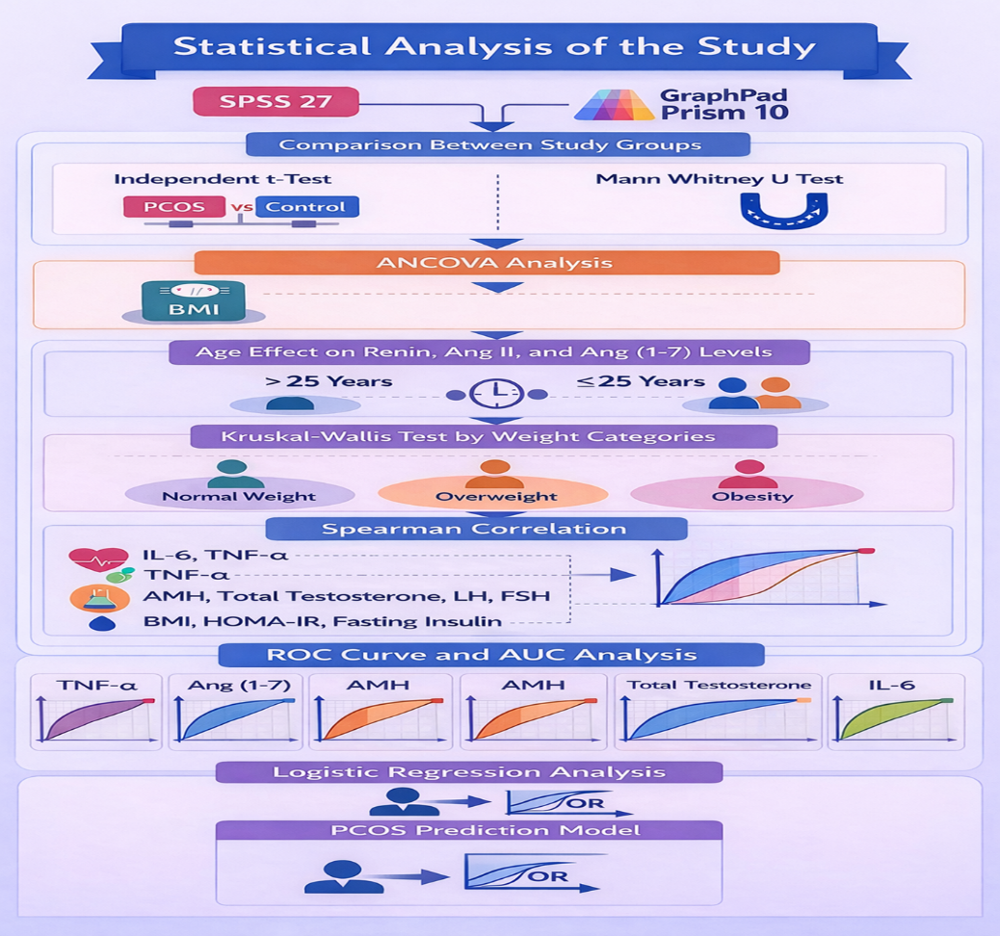 Statistical Analysis of the Study
SPSS 27
GraphPad
Prism 10
Comparison Between Study Groups
Independent t-Test
PCOS vs Control
Mann Whitney U Test
ANCOVA Analysis
BMI
Age Effect on Renin, Ang II, and Ang (1-7) Levels
> 25 Years
≤ 25 Years
Kruskal-Wallis Test by Weight Categories
Normal Weight
Overweight
Obesity
Spearman Correlation
IL-6, TNF-α
TNF-α
AMH, Total Testosterone, LH, FSH
BMI, HOMA-IR, Fasting Insulin
ROC Curve and AUC Analysis
TNF-α
Ang (1-7)
AMH
AMH
Total Testosterone
IL-6
Logistic Regression Analysis
OR
PCOS Prediction Model
OR